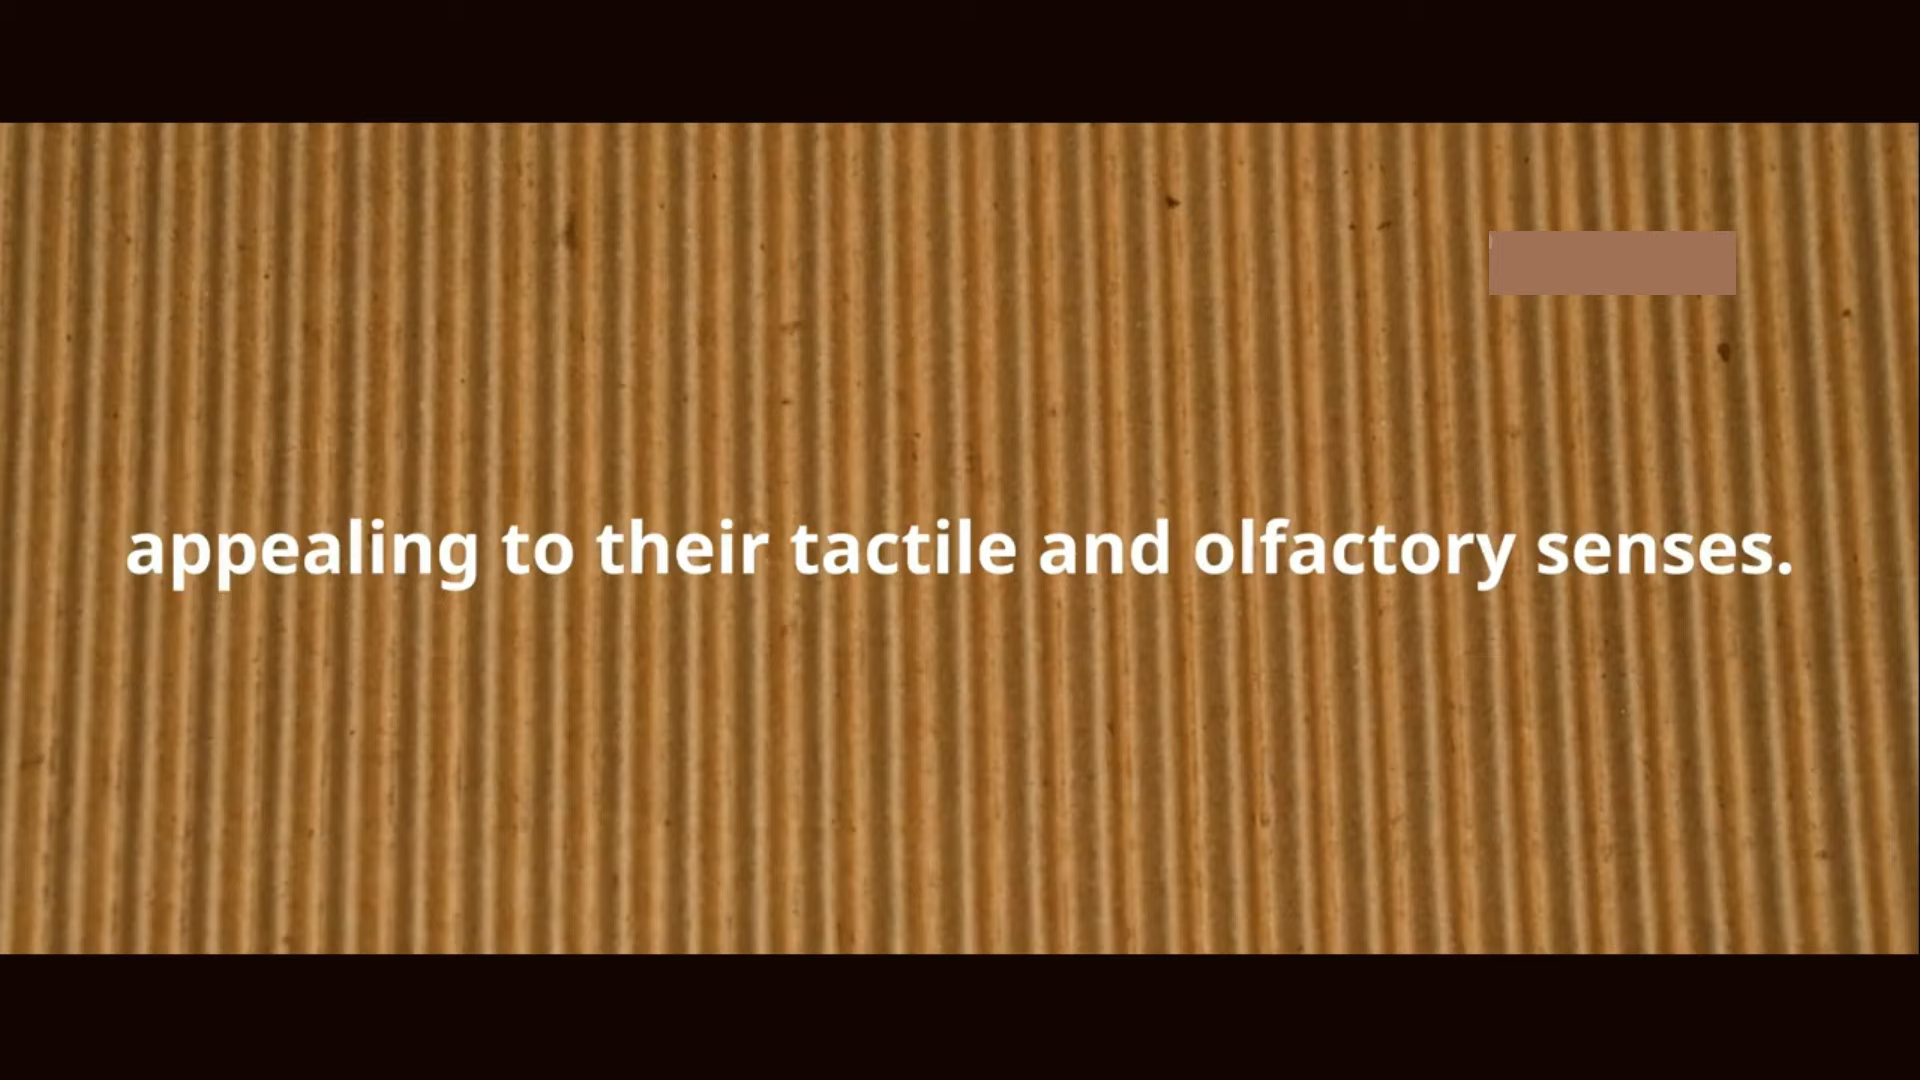 appealing to their tactile and olfactory senses.